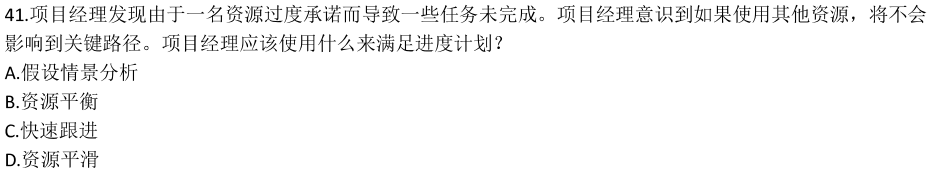 41.项目经理发现由于一名资源过度承诺而导致一些任务未完成。项目经理意识到如果使用其他资源，将不会
影响到关键路径。项目经理应该使用什么来满足进度计划？
A.假设情景分析
B.资源平衡
C.快速跟进
D.资源平滑